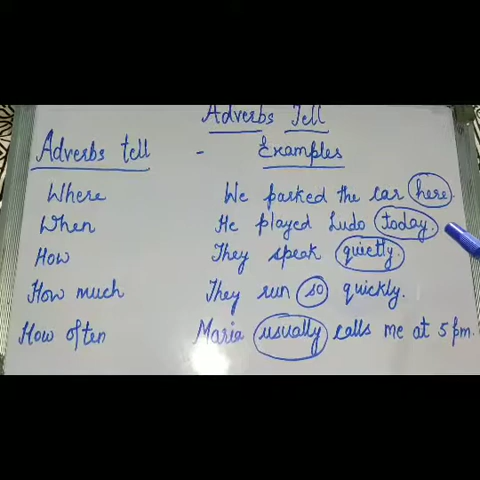 Adverbs Tell
Adverbs tell - Examples
Where We parked the car here.
When He played Ludo today.
How They speak quietly.
How much They run so quickly.
How often Maria usually calls me at 5 pm.